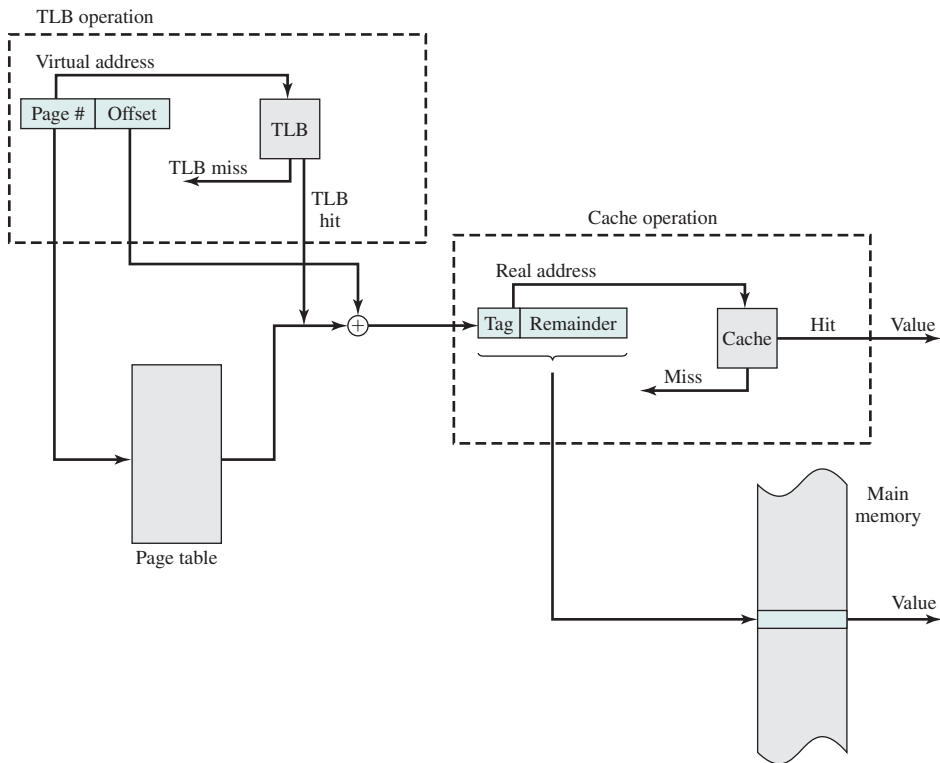 TLB operation
Virtual address
Page #
Offset
TLB
TLB miss
TLB
hit
Cache operation
Real address
Tag
Remainder
Cache
Hit
Value
Miss
Page table
Main
memory
Value